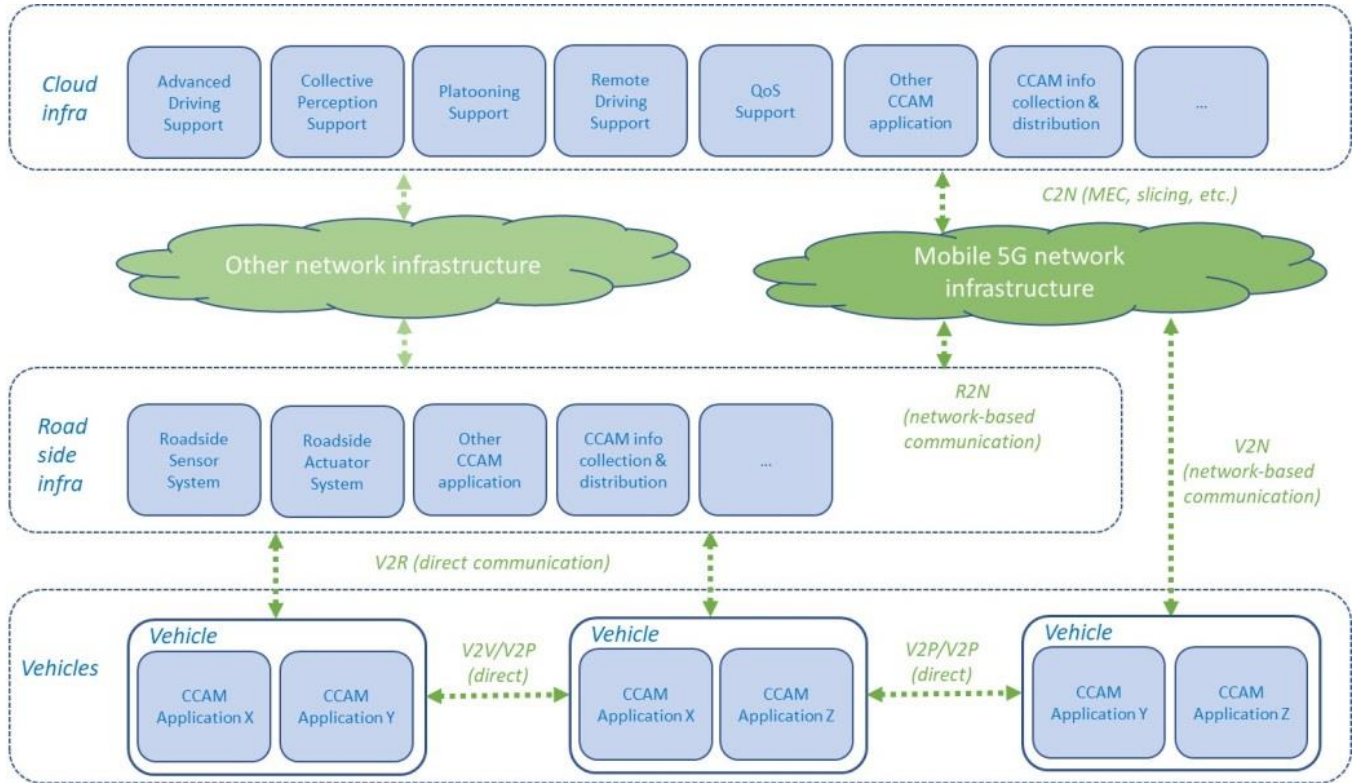 Cloud
infra
Advanced
Driving
Support
Collective
Perception
Support
Platooning
Support
Remote
Driving
Support
QoS
Support
Other
CCAM
application
CCAM info
collection &
distribution
...
C2N (MEC, slicing, etc.)
Other network infrastructure
Mobile 5G network
infrastructure
Road
side
infra
Roadside
Sensor
System
Roadside
Actuator
System
Other
CCAM
application
CCAM info
collection &
distribution
...
R2N
(network-based
communication)
V2N
(network-based
communication)
V2R (direct communication)
Vehicles
Vehicle
CCAM
Application X
CCAM
Application Y
V2V/V2P
(direct)
Vehicle
CCAM
Application X
CCAM
Application Z
V2P/V2P
(direct)
Vehicle
CCAM
Application Y
CCAM
Application Z